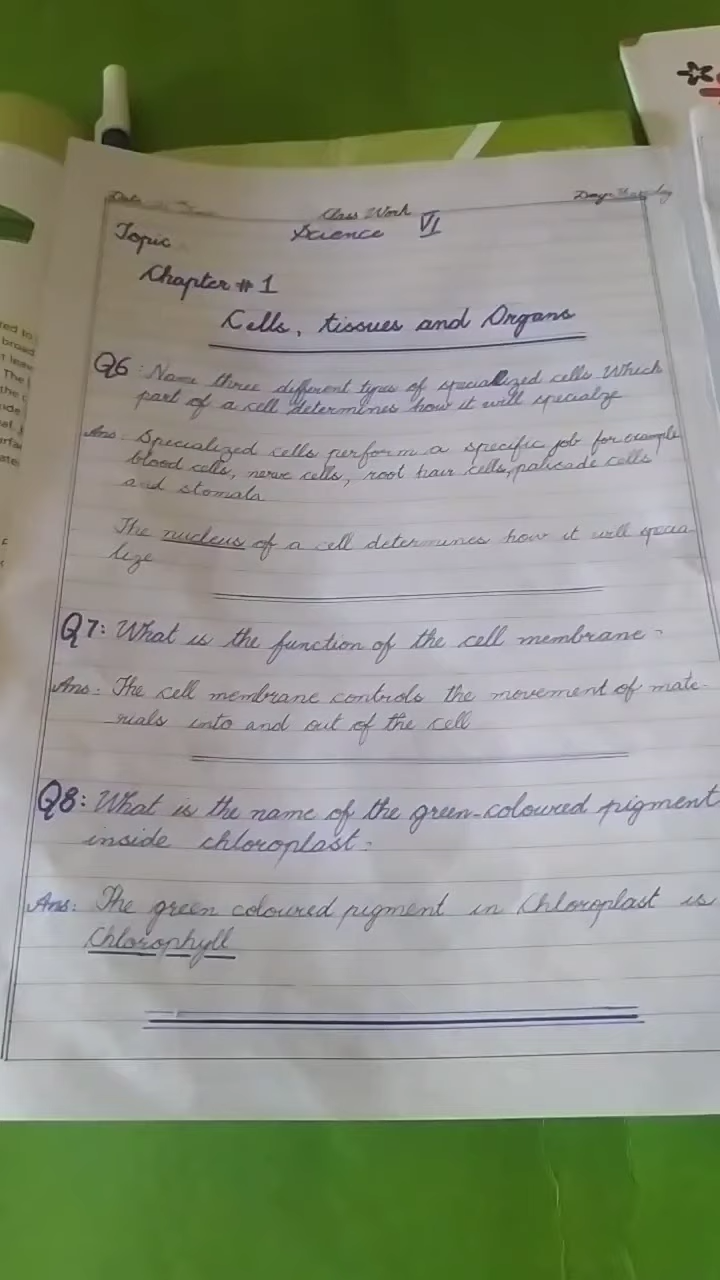 Class Work
Science VI
Topic
Chapter # 1
Cells, tissues and Organs
Q6: Name three different types of specialized cells Which
part of a cell determines how it will specialze
Ans: Specialized cells perform a specific job for example
blood cells, nerve cells, root hair cells, palicade cells
and stomata
The nucleus of a cell determines how it will specia
lize
Q7: What is the function of the cell membrane.
Ans: The cell membrane controls the movement of mate-
rials into and out of the cell
Q8: What is the name of the green-coloured pigment
inside chloroplast.
Ans: The green coloured pigment in Chloroplast is
Chlorophyll